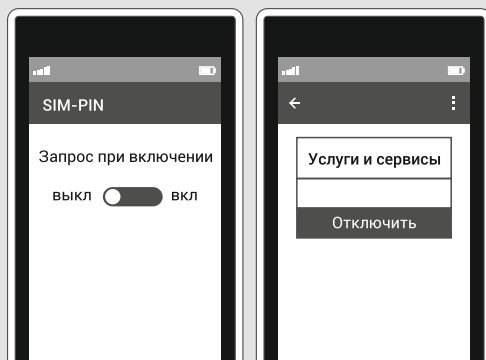 SIM-PIN
Запрос при включении
ВЫКЛ ВКЛ
Услуги и сервисы
Отключить